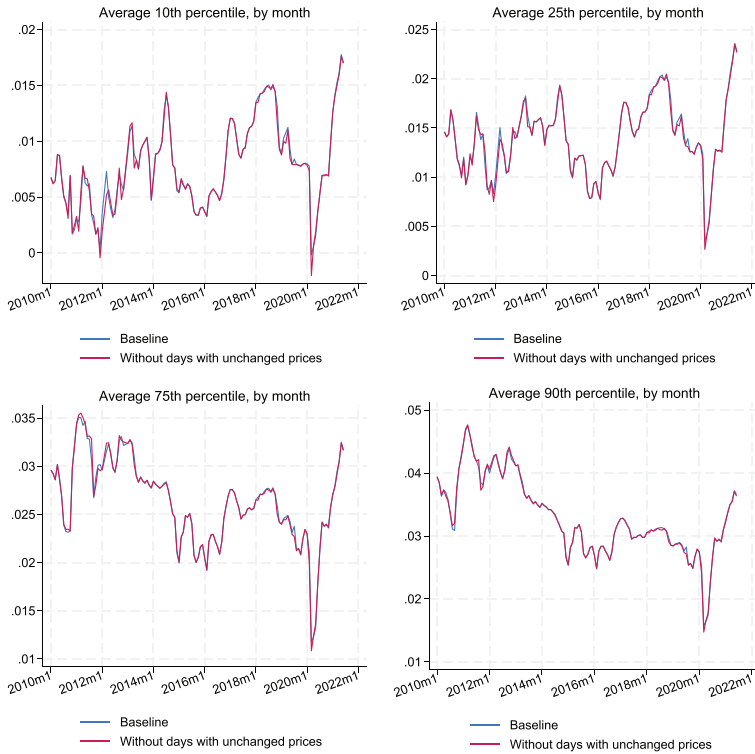 Average 10th percentile, by month
.02
.015
.01
.005
0
2010m1 2012m1 2014m1 2016m1 2018m1 2020m1 2022m1
Baseline
Without days with unchanged prices
Average 25th percentile, by month
.025
.02
.015
.01
.005
0
2010m1 2012m1 2014m1 2016m1 2018m1 2020m1 2022m1
Baseline
Without days with unchanged prices
Average 75th percentile, by month
.035
.03
.025
.02
.015
.01
2010m1 2012m1 2014m1 2016m1 2018m1 2020m1 2022m1
Baseline
Without days with unchanged prices
Average 90th percentile, by month
.05
.04
.03
.02
.01
2010m1 2012m1 2014m1 2016m1 2018m1 2020m1 2022m1
Baseline
Without days with unchanged prices